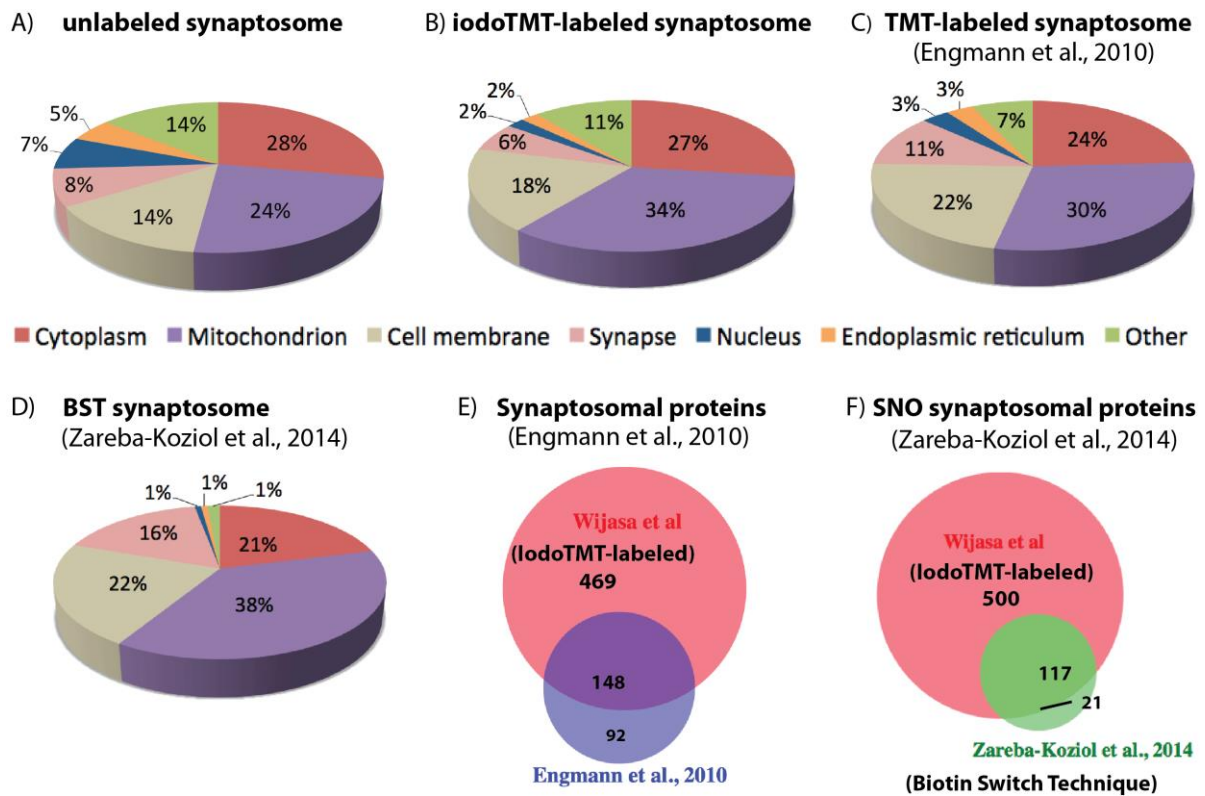 A) unlabeled synaptosome
B) iodoTMT-labeled synaptosome
C) TMT-labeled synaptosome
(Engmann et al., 2010)
5%
7%
8%
14%
14%
28%
24%
2%
2%
6%
18%
11%
27%
34%
3%
3%
11%
22%
7%
24%
30%
Cytoplasm Mitochondrion Cell membrane Synapse Nucleus Endoplasmic reticulum Other
D) BST synaptosome
(Zareba-Koziol et al., 2014)
1%
1%
1%
16%
21%
22%
38%
E) Synaptosomal proteins
(Engmann et al., 2010)
Wijasa et al
(IodoTMT-labeled)
469
148
92
Engmann et al., 2010
F) SNO synaptosomal proteins
(Zareba-Koziol et al., 2014)
Wijasa et al
(IodoTMT-labeled)
500
117
21
Zareba-Koziol et al., 2014
(Biotin Switch Technique)